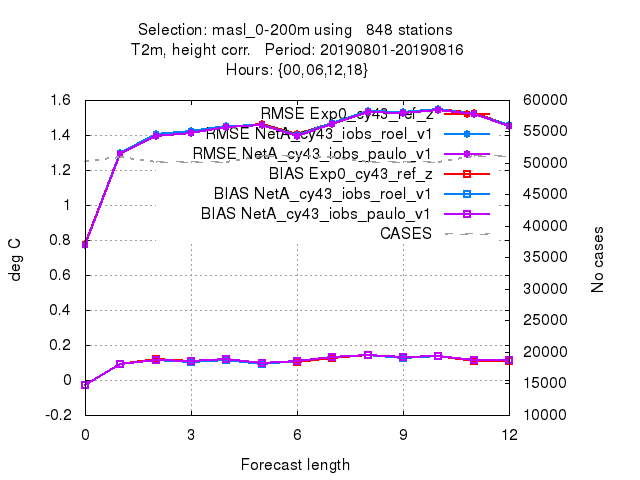 Selection: masl_0-200m using   848 stations
T2m, height corr.   Period: 20190801-20190816
Hours: {00,06,12,18}
RMSE Exp0_cy43_ref_z
RMSE NetA_cy43_iobs_roel_v1
RMSE NetA_cy43_iobs_paulo_v1
BIAS Exp0_cy43_ref_z
BIAS NetA_cy43_iobs_roel_v1
BIAS NetA_cy43_iobs_paulo_v1
CASES
deg C
1.6
1.4
1.2
1
0.8
0.6
0.4
0.2
0
-0.2
60000
55000
50000
45000
40000
35000
30000
25000
20000
15000
10000
No cases
0 3 6 9 12
Forecast length